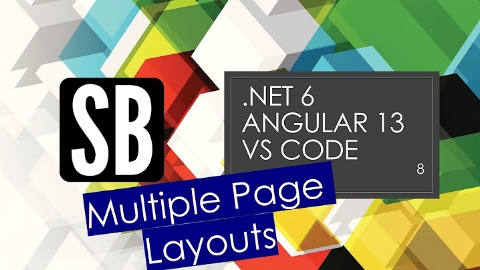 SB
.NET 6
ANGULAR 13
VS CODE
8
Multiple Page
Layouts